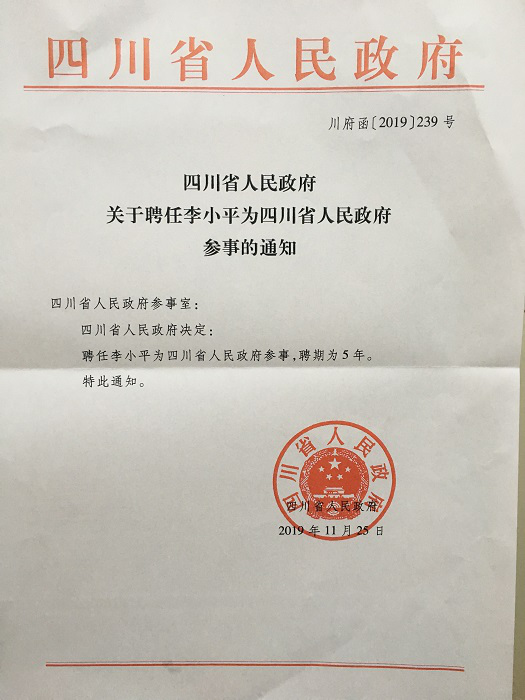 四川省人民政府
川府函〔2019〕239 号
四川省人民政府
关于聘任李小平为四川省人民政府
参事的通知
四川省人民政府参事室：
四川省人民政府决定：
聘任李小平为四川省人民政府参事，聘期为 5 年。
特此通知。
四川省人民政府
四川省人民政府
2019 年 11 月 25 日